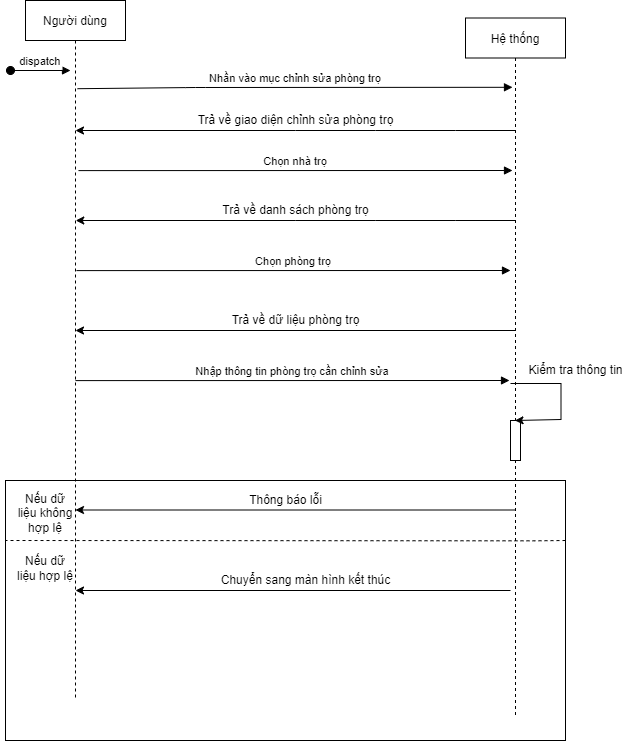 Người dùng
Hệ thống
dispatch
Nhấn vào mục chỉnh sửa phòng trọ
Trả về giao diện chỉnh sửa phòng trọ
Chọn nhà trọ
Trả về danh sách phòng trọ
Chọn phòng trọ
Trả về dữ liệu phòng trọ
Nhập thông tin phòng trọ cần chỉnh sửa
Kiểm tra thông tin
Nếu dữ
liệu không
hợp lệ
Thông báo lỗi
Nếu dữ
liệu hợp lệ
Chuyển sang màn hình kết thúc